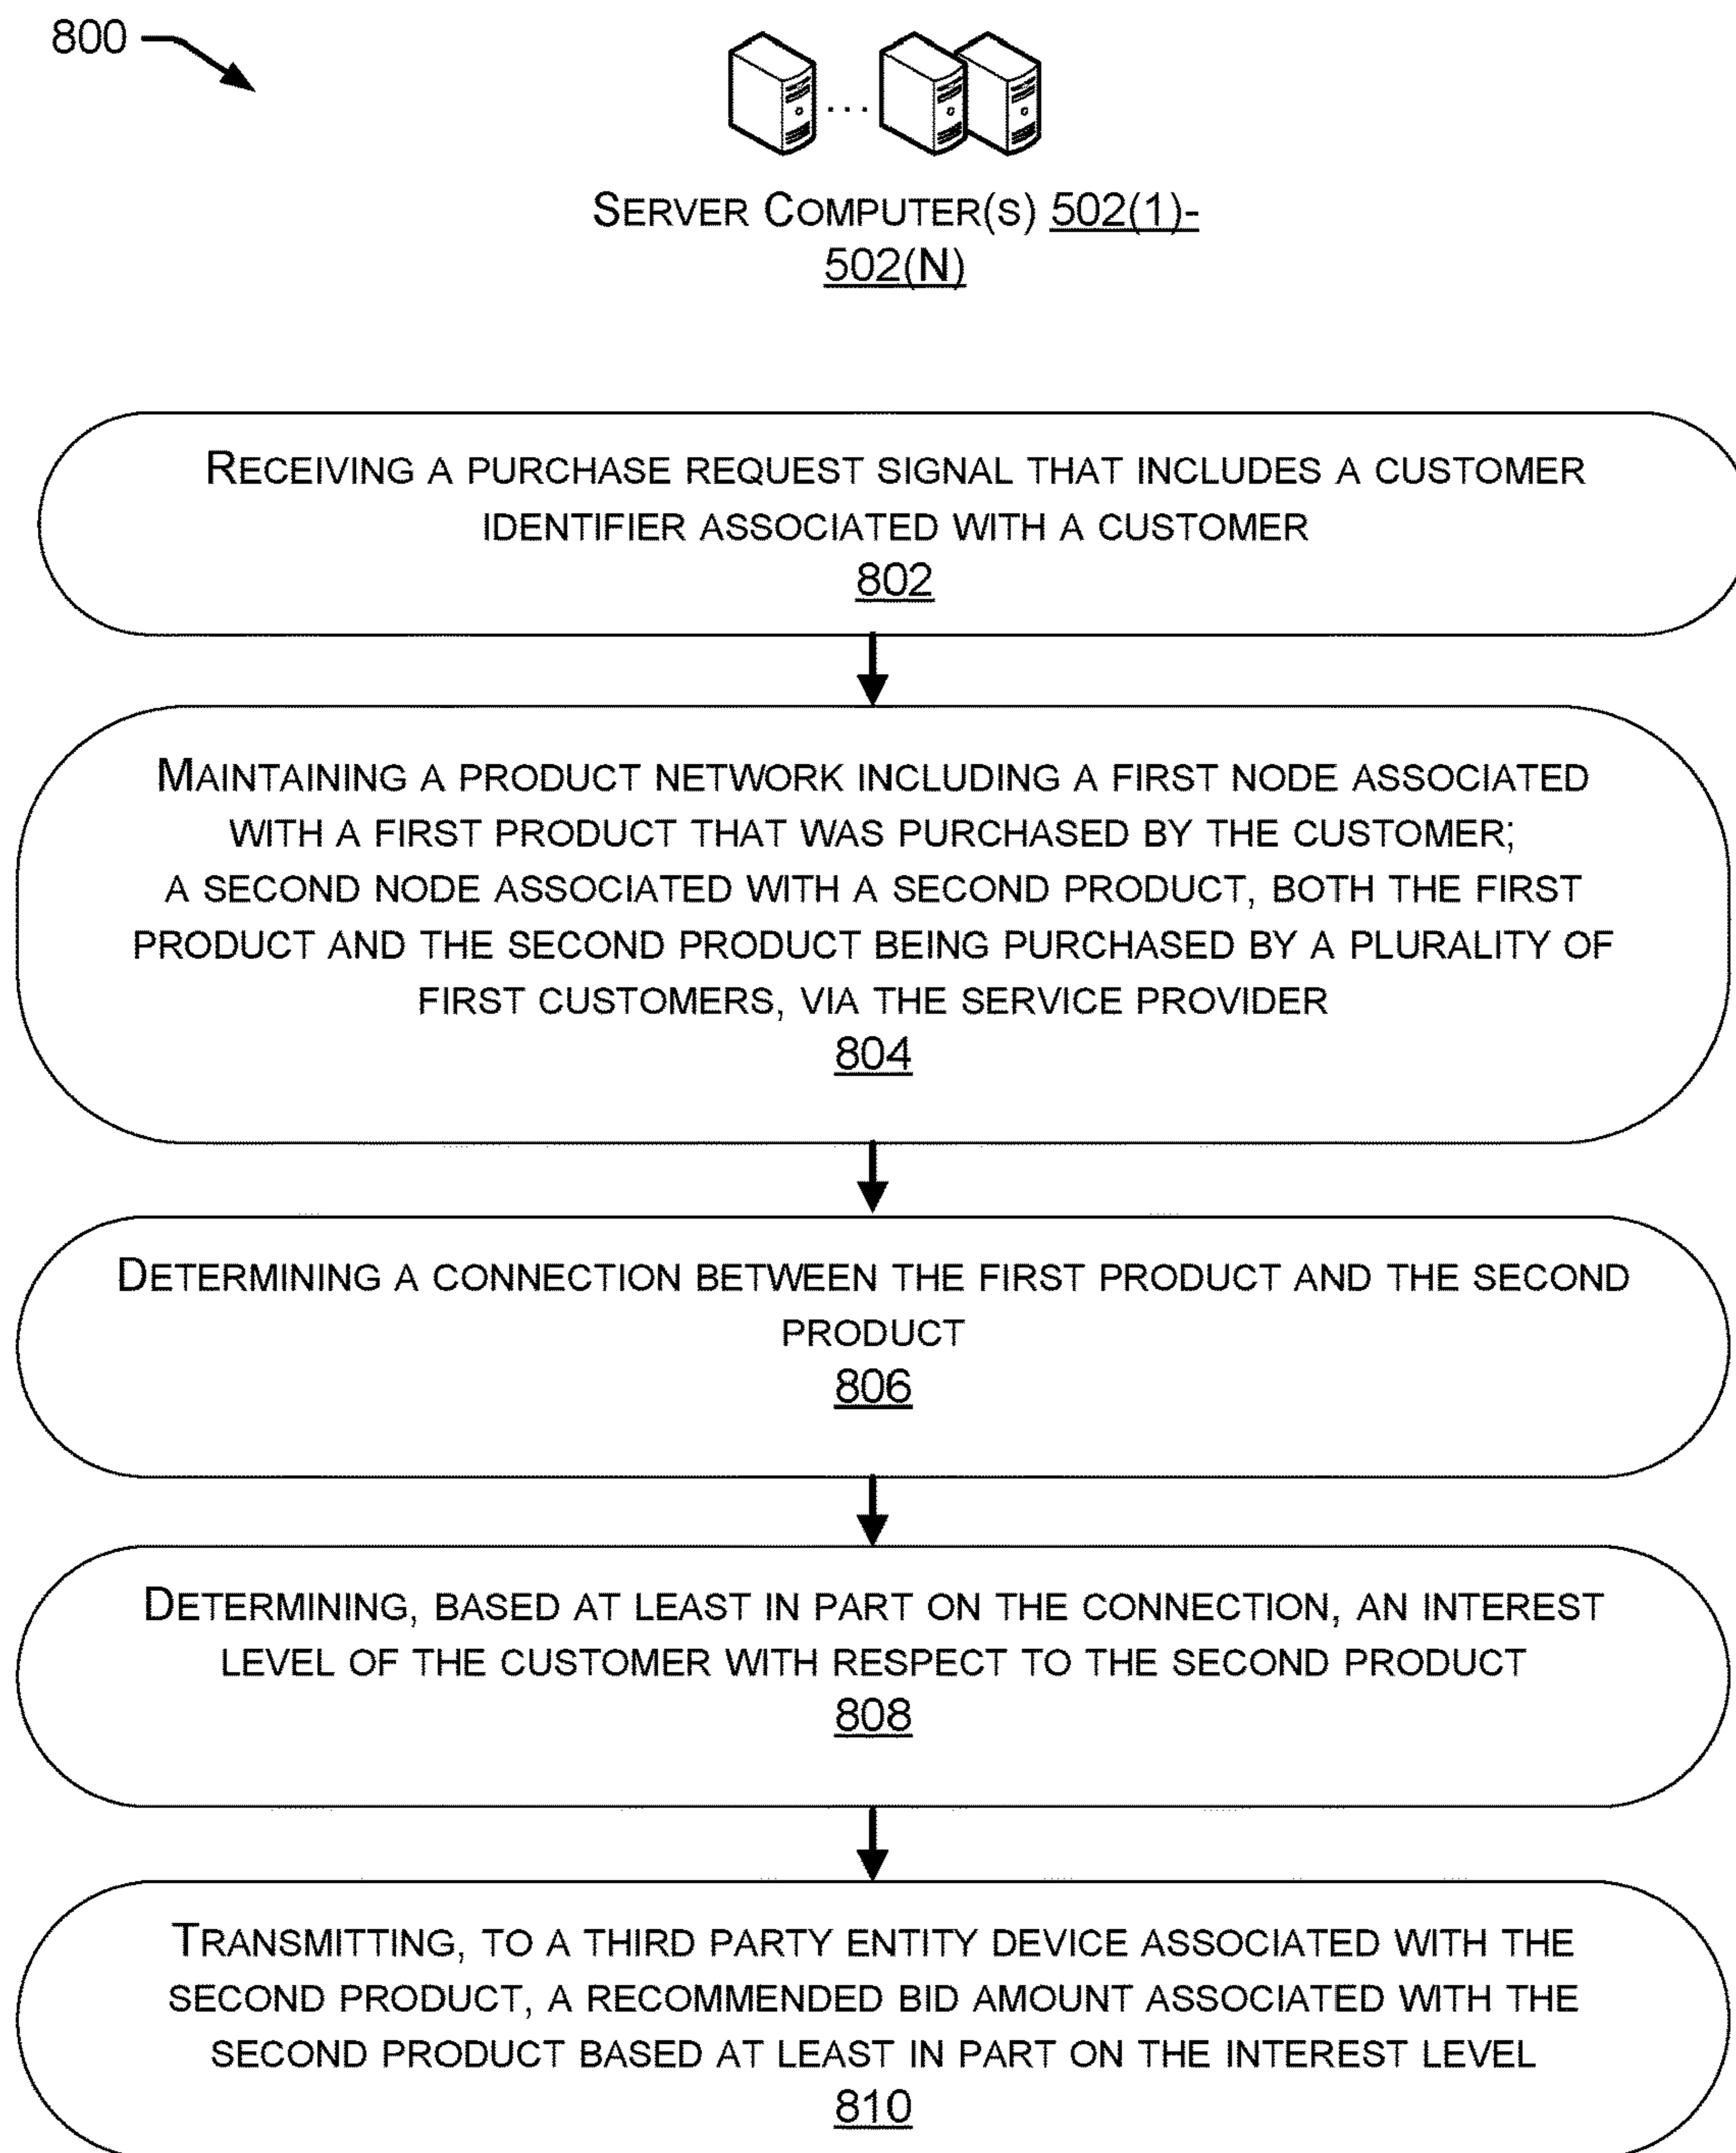 800
...
SERVER COMPUTER(S) 502(1)-
502(N)
RECEIVING A PURCHASE REQUEST SIGNAL THAT INCLUDES A CUSTOMER
IDENTIFIER ASSOCIATED WITH A CUSTOMER
802
MAINTAINING A PRODUCT NETWORK INCLUDING A FIRST NODE ASSOCIATED
WITH A FIRST PRODUCT THAT WAS PURCHASED BY THE CUSTOMER;
A SECOND NODE ASSOCIATED WITH A SECOND PRODUCT, BOTH THE FIRST
PRODUCT AND THE SECOND PRODUCT BEING PURCHASED BY A PLURALITY OF
FIRST CUSTOMERS, VIA THE SERVICE PROVIDER
804
DETERMINING A CONNECTION BETWEEN THE FIRST PRODUCT AND THE SECOND
PRODUCT
806
DETERMINING, BASED AT LEAST IN PART ON THE CONNECTION, AN INTEREST
LEVEL OF THE CUSTOMER WITH RESPECT TO THE SECOND PRODUCT
808
TRANSMITTING, TO A THIRD PARTY ENTITY DEVICE ASSOCIATED WITH THE
SECOND PRODUCT, A RECOMMENDED BID AMOUNT ASSOCIATED WITH THE
SECOND PRODUCT BASED AT LEAST IN PART ON THE INTEREST LEVEL
810